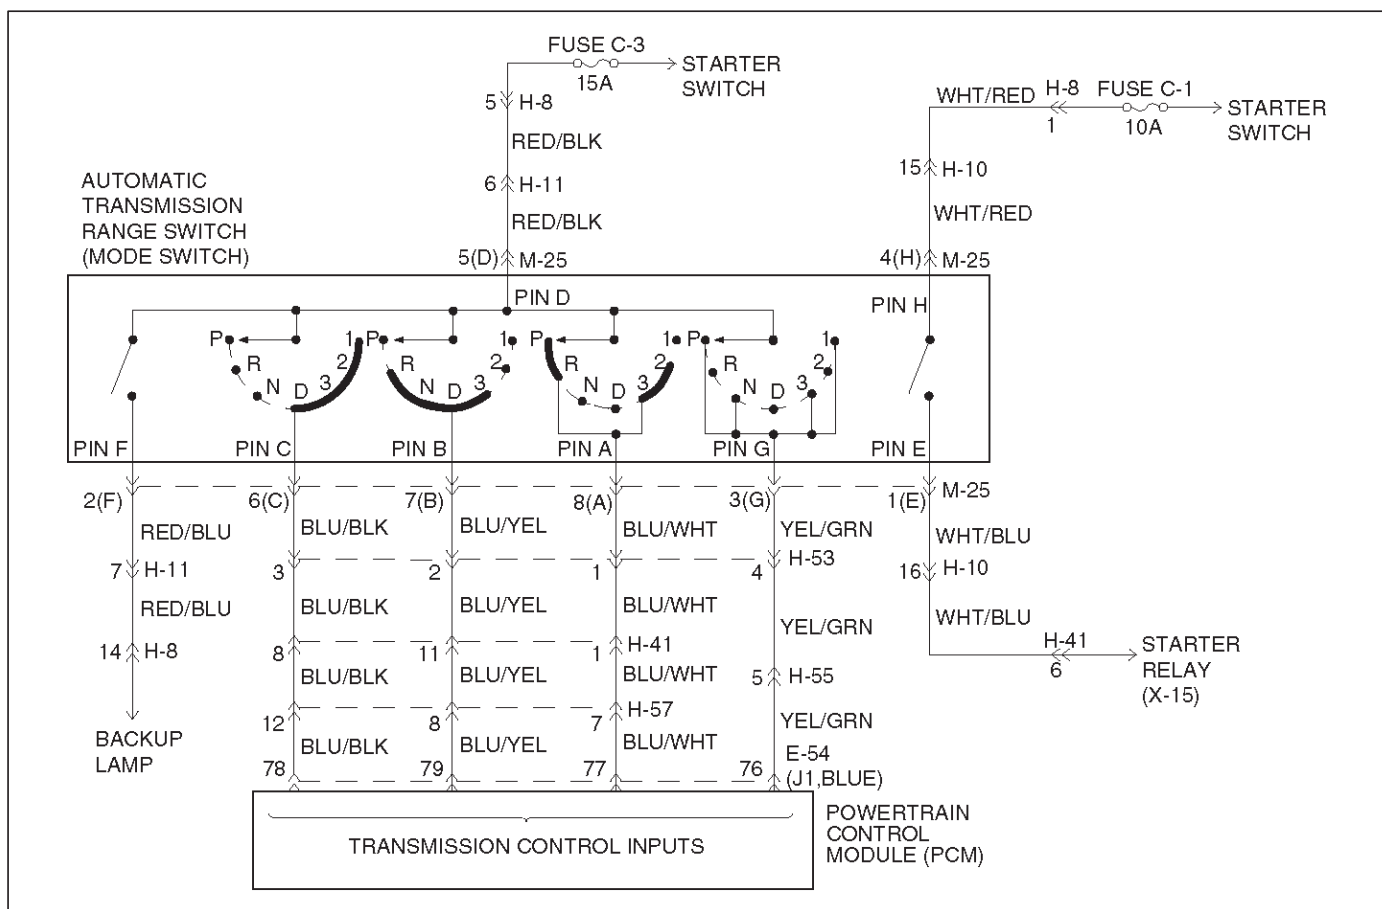 FUSE C-3
15A
STARTER
SWITCH
5 H-8
RED/BLK
6 H-11
RED/BLK
5(D) M-25
WHT/RED
H-8
1
FUSE C-1
10A
STARTER
SWITCH
15 H-10
WHT/RED
4(H) M-25
AUTOMATIC
TRANSMISSION
RANGE SWITCH
(MODE SWITCH)
PIN D
PIN H
P R N D 3 2 1
P R N D 3 2 1
P R N D 3 2 1
P R N D 3 2 1
PIN F PIN C PIN B PIN A PIN G PIN E
2(F) 6(C) 7(B) 8(A) 3(G) 1(E) M-25
RED/BLU BLU/BLK BLU/YEL BLU/WHT YEL/GRN WHT/BLU
7 H-11 3 2 1 4 H-53 16 H-10
RED/BLU BLU/BLK BLU/YEL BLU/WHT YEL/GRN WHT/BLU
14 H-8 8 11 1 H-41
H-41
6
STARTER
RELAY
(X-15)
BLU/BLK BLU/YEL BLU/WHT 5 H-55
12 8 7 H-57 YEL/GRN
BACKUP
LAMP
BLU/BLK BLU/YEL BLU/WHT
78 79 77 76 E-54
(J1,BLUE)
POWERTRAIN
CONTROL
MODULE (PCM)
TRANSMISSION CONTROL INPUTS